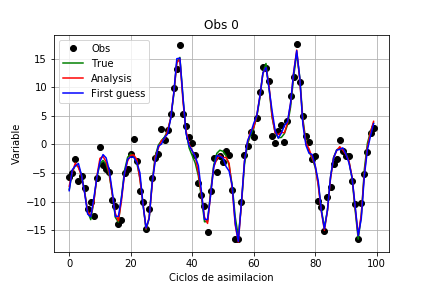 Obs 0
Obs
True
Analysis
First guess
Variable
15
10
5
0
−5
−10
−15
0
20
40
60
80
100
Ciclos de asimilacion